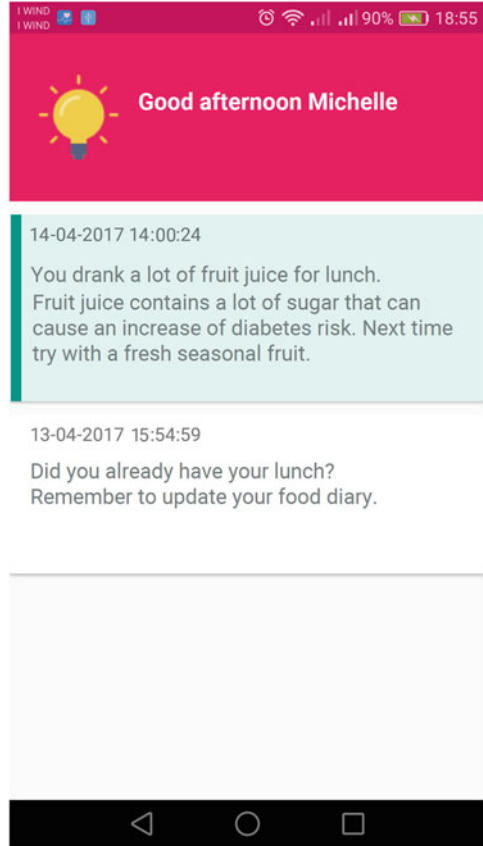 I WIND
I WIND
90% 18:55
Good afternoon Michelle
14-04-2017 14:00:24
You drank a lot of fruit juice for lunch.
Fruit juice contains a lot of sugar that can
cause an increase of diabetes risk. Next time
try with a fresh seasonal fruit.
13-04-2017 15:54:59
Did you already have your lunch?
Remember to update your food diary.